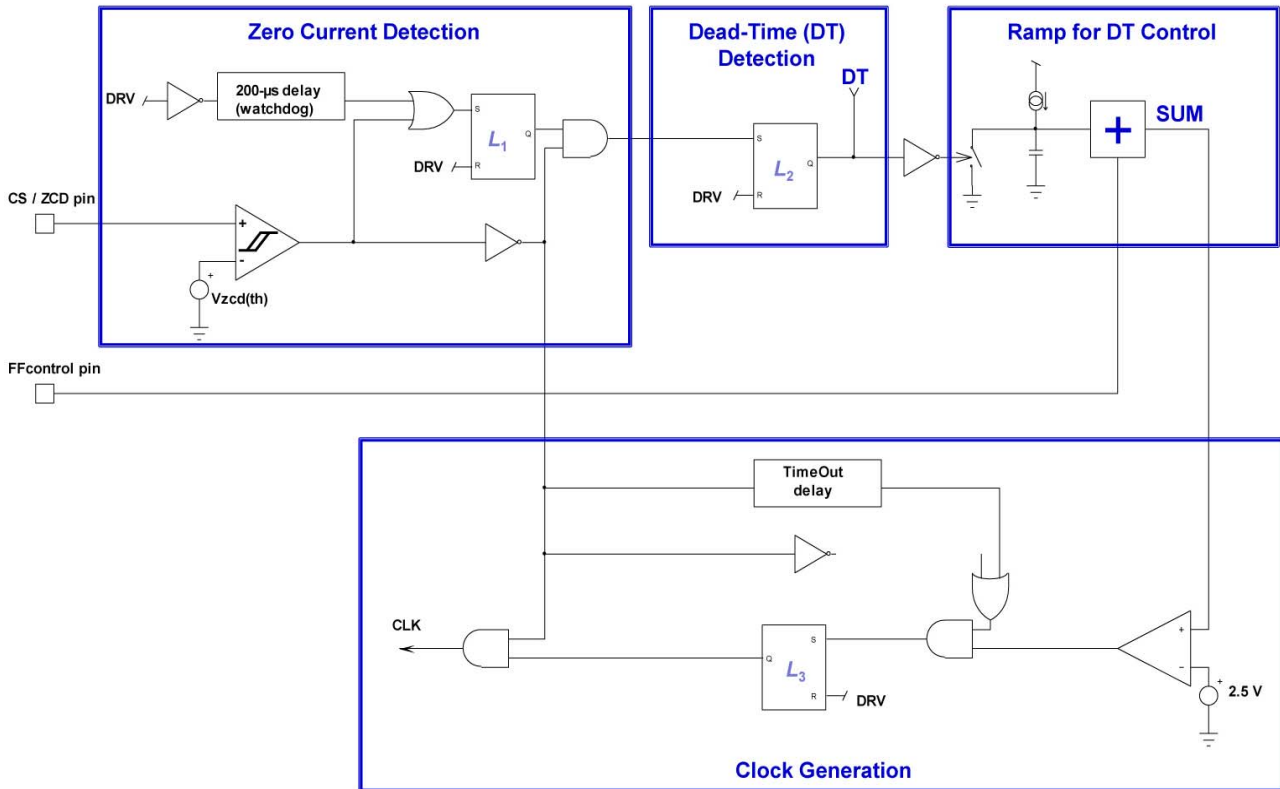 Zero Current Detection
DRV
200-µs delay
(watchdog)
S
Q
L1
R
DRV
CS / ZCD pin
+
-
+
Vzcd(th)
Dead-Time (DT)
Detection
DT
S
L2
Q
R
DRV
Ramp for DT Control
+
SUM
FFcontrol pin
TimeOut
delay
CLK
S
Q
L3
R
DRV
+
-
+
2.5 V
Clock Generation